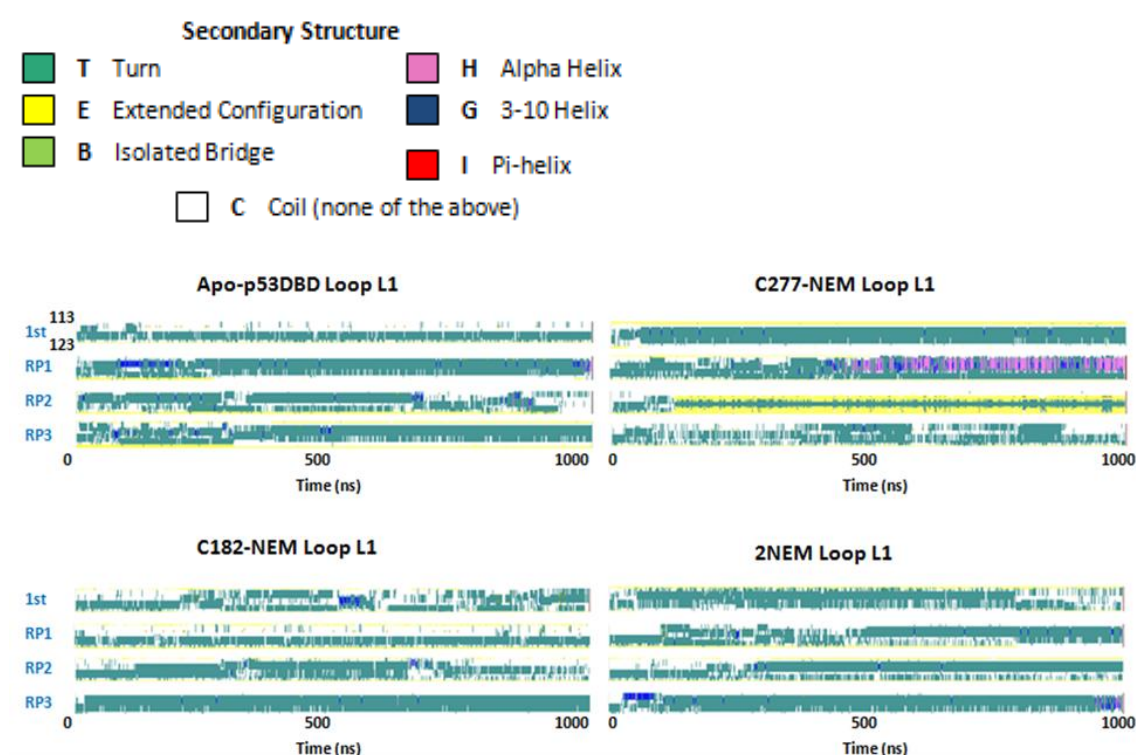 Secondary Structure
T Turn
H Alpha Helix
E Extended Configuration
G 3-10 Helix
B Isolated Bridge
I Pi-helix
C Coil (none of the above)
Apo-p53DBD Loop L1
C277-NEM Loop L1
113
1st
123
RP1
RP2
RP3
0 500 1000
0 500 1000
Time (ns)
Time (ns)
C182-NEM Loop L1
2NEM Loop L1
1st
RP1
RP2
RP3
0 500 1000
0 500 1000
Time (ns)
Time (ns)